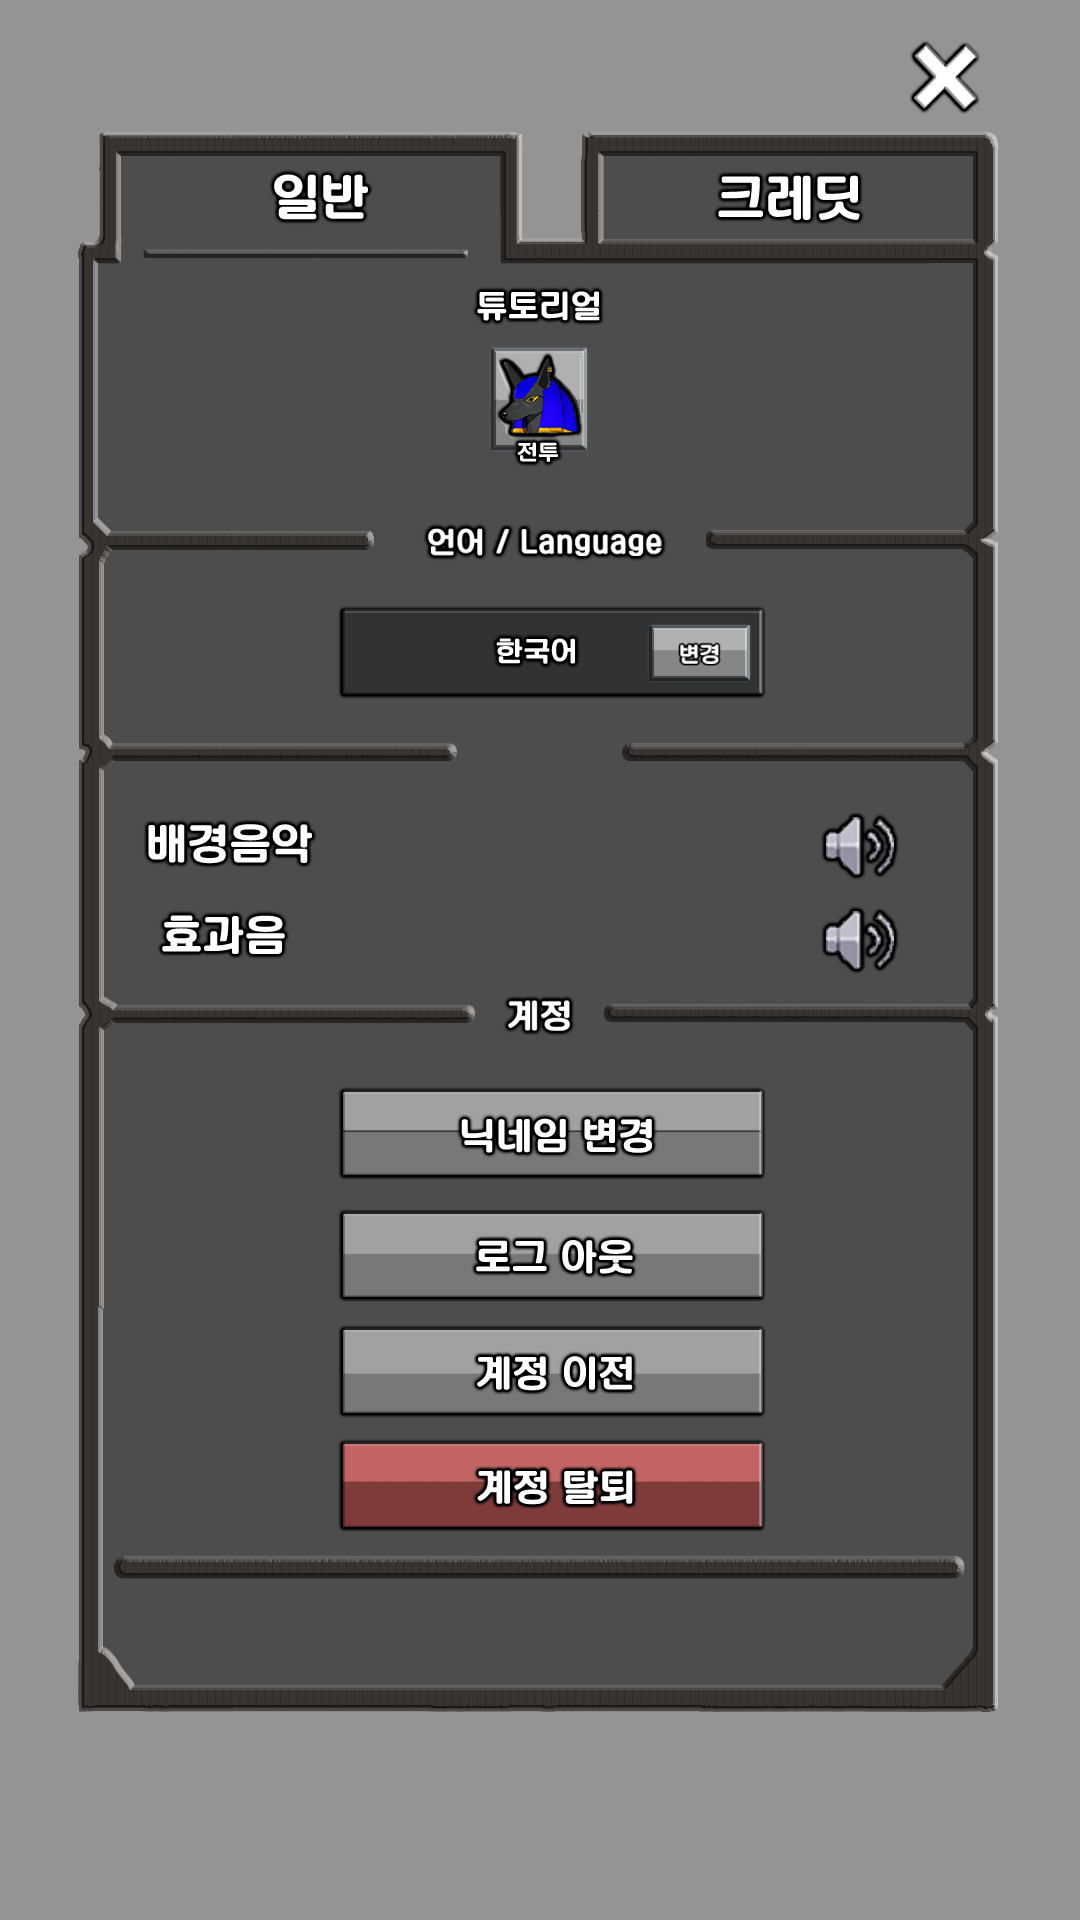 일반
크레딧
튜토리얼
전투
언어 / Language
한국어
변경
배경음악
효과음
계정
닉네임 변경
로그 아웃
계정 이전
계정 탈퇴